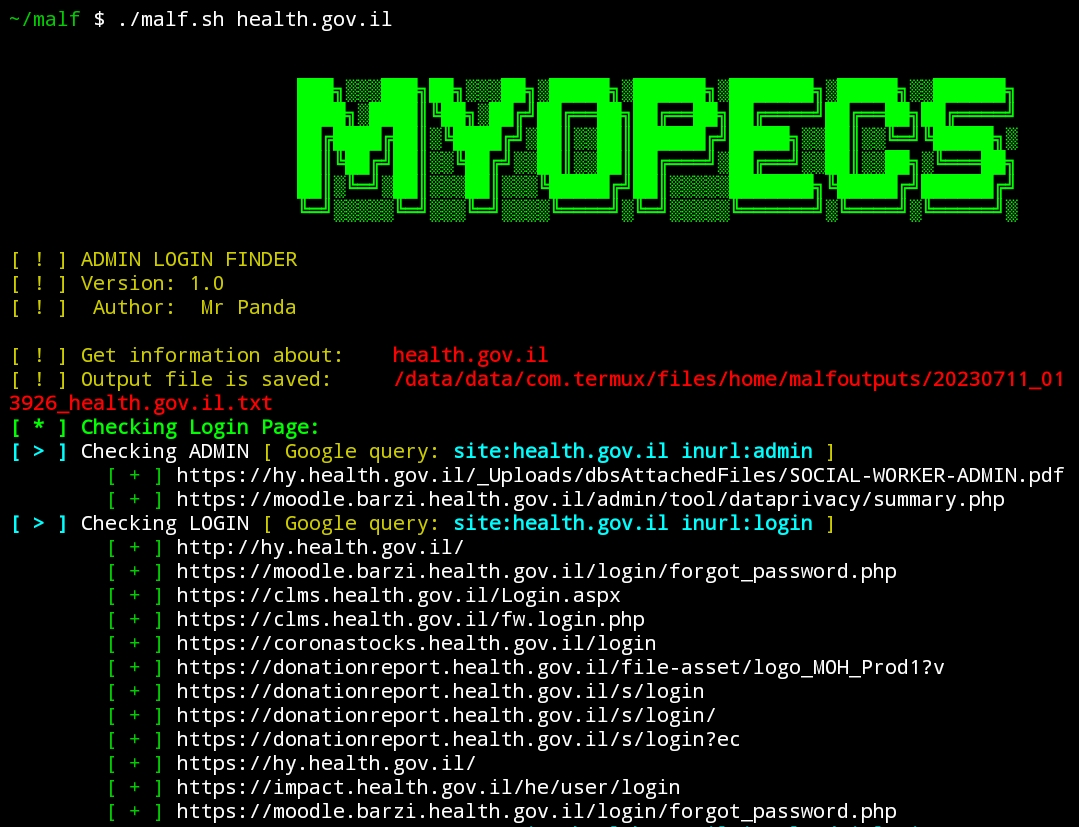 ~/malf $ ./malf.sh health.gov.il
MYOPECS
[ ! ] ADMIN LOGIN FINDER
[ ! ] Version: 1.0
[ ! ]  Author:  Mr Panda
[ ! ] Get information about:    health.gov.il
[ ! ] Output file is saved:     /data/data/com.termux/files/home/malfoutputs/20230711_01
3926_health.gov.il.txt
[ * ] Checking Login Page:
[ > ] Checking ADMIN [ Google query: site:health.gov.il inurl:admin ]
[ + ] https://hy.health.gov.il/_Uploads/dbsAttachedFiles/SOCIAL-WORKER-ADMIN.pdf
[ + ] https://moodle.barzi.health.gov.il/admin/tool/dataprivacy/summary.php
[ > ] Checking LOGIN [ Google query: site:health.gov.il inurl:login ]
[ + ] http://hy.health.gov.il/
[ + ] https://moodle.barzi.health.gov.il/login/forgot_password.php
[ + ] https://clms.health.gov.il/Login.aspx
[ + ] https://clms.health.gov.il/fw.login.php
[ + ] https://coronastocks.health.gov.il/login
[ + ] https://donationreport.health.gov.il/file-asset/logo_MOH_Prod1?v
[ + ] https://donationreport.health.gov.il/s/login
[ + ] https://donationreport.health.gov.il/s/login/
[ + ] https://donationreport.health.gov.il/s/login?ec
[ + ] https://hy.health.gov.il/
[ + ] https://impact.health.gov.il/he/user/login
[ + ] https://moodle.barzi.health.gov.il/login/forgot_password.php